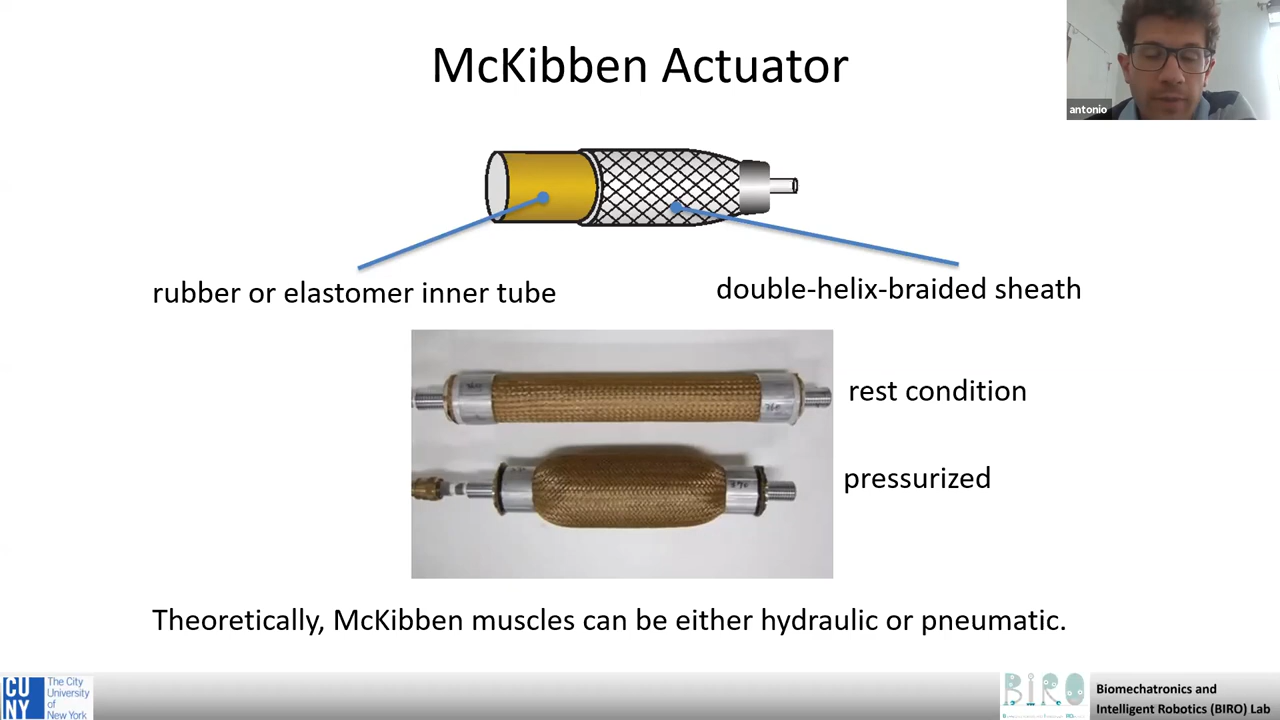 McKibben Actuator
antonio
rubber or elastomer inner tube
double-helix-braided sheath
rest condition
pressurized
Theoretically, McKibben muscles can be either hydraulic or pneumatic.
CU
NY
The City
University
of
New York
BIRO
Biomechatronics and
Intelligent Robotics (BIRO) Lab